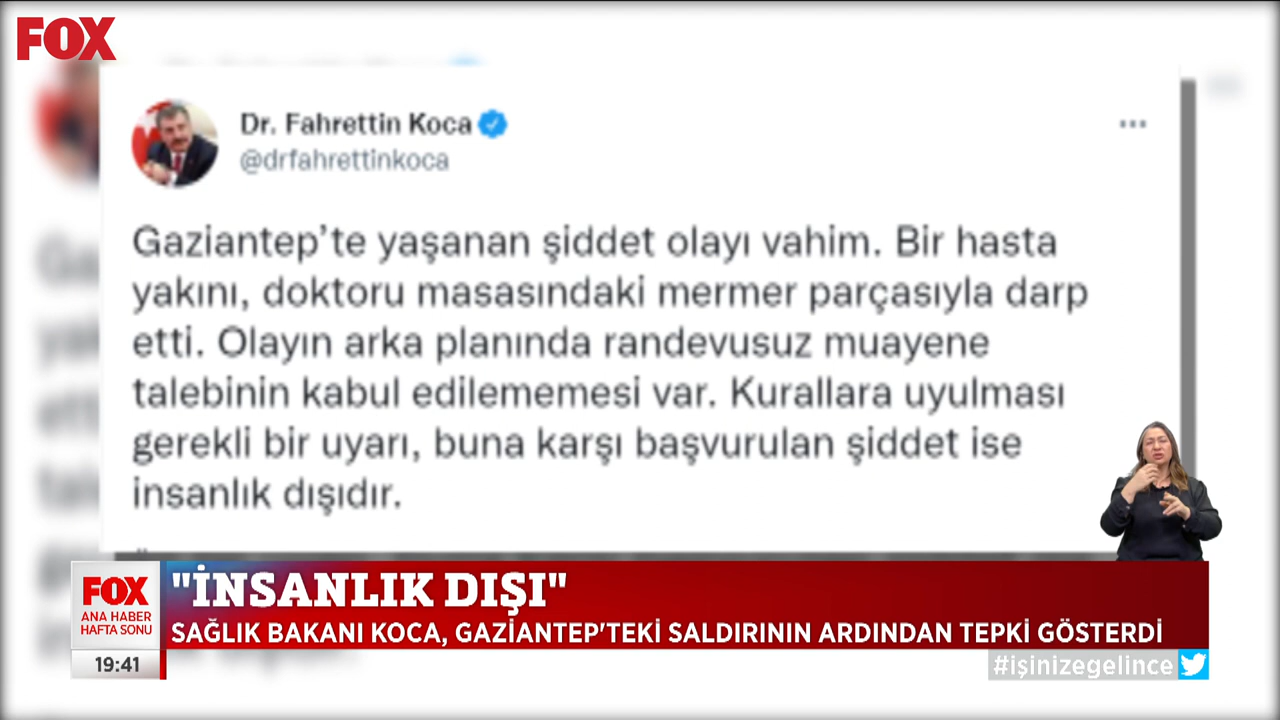 FOX
Dr. Fahrettin Koca
@drfahrettinkoca
Gaziantep’te yaşanan şiddet olayı vahim. Bir hasta
yakını, doktoru masasındaki mermer parçasıyla darp
etti. Olayın arka planında randevusuz muayene
talebinin kabul edilememesi var. Kurallara uyulması
gerekli bir uyarı, buna karşı başvurulan şiddet ise
insanlık dışıdır.
FOX
ANA HABER
HAFTA SONU
19:41
"İNSANLIK DIŞI"
SAĞLIK BAKANI KOCA, GAZİANTEP'TEKİ SALDIRININ ARDINDAN TEPKİ GÖSTERDİ
#işinizegelince